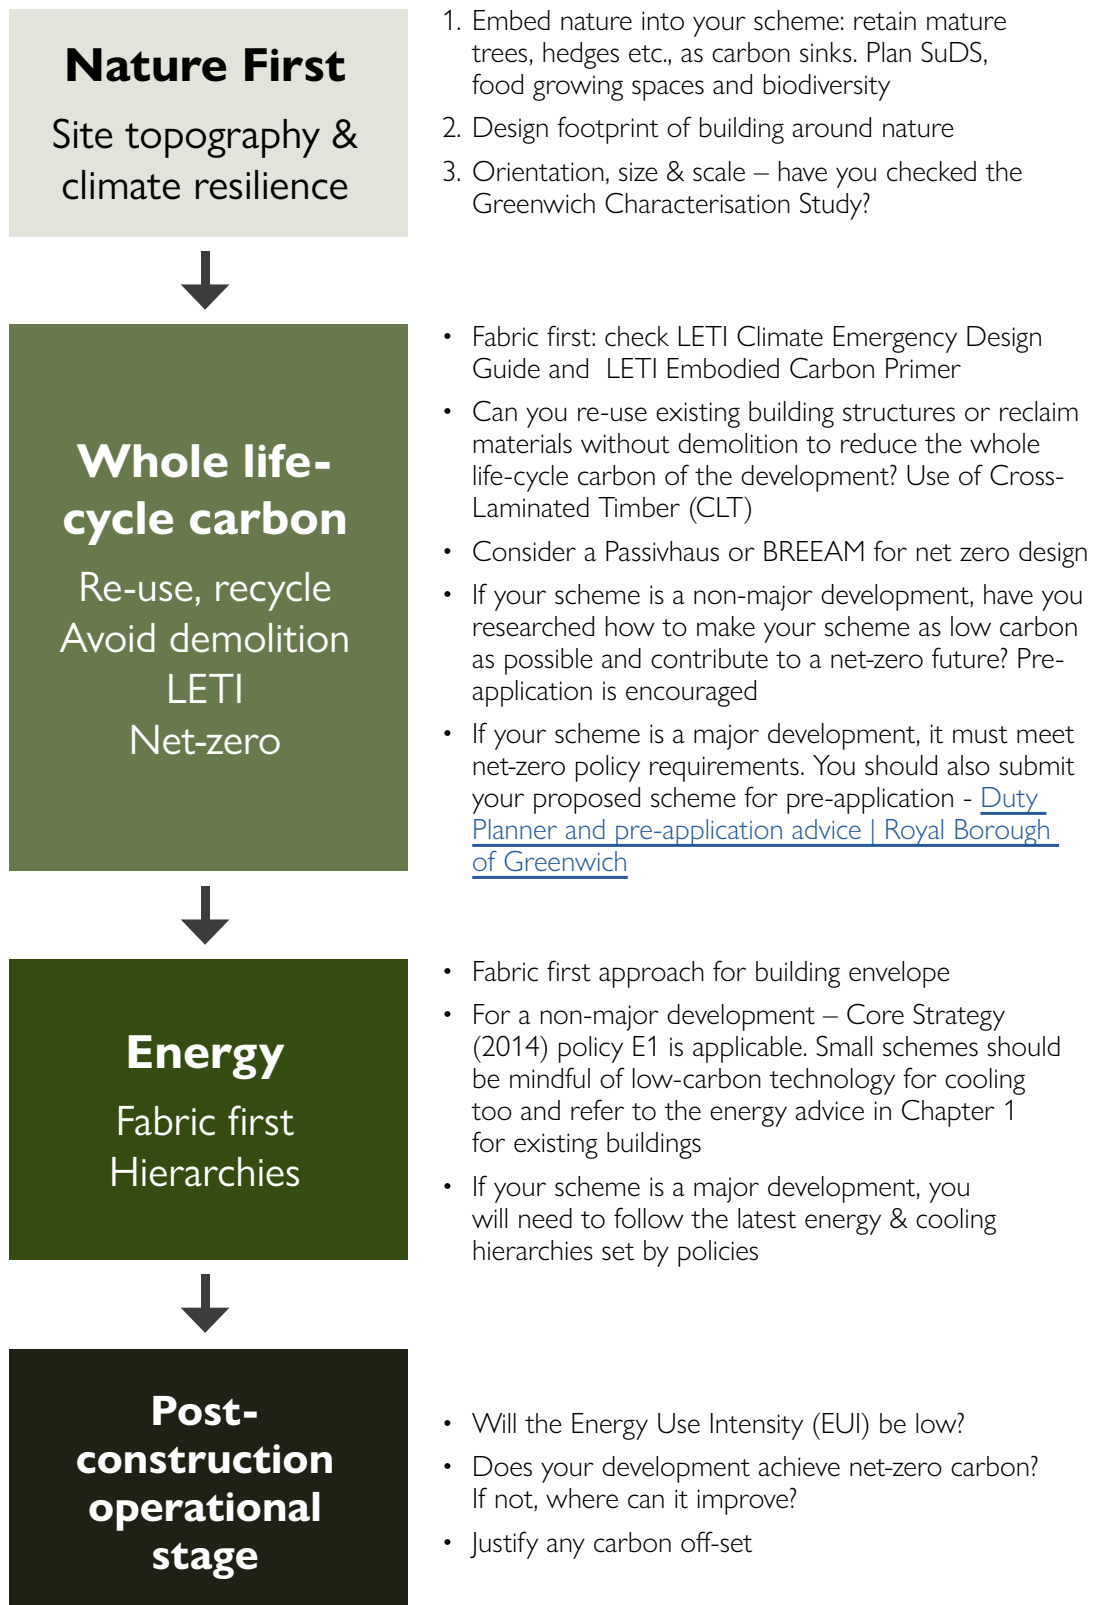 Nature First
Site topography &
climate resilience
1. Embed nature into your scheme: retain mature
trees, hedges etc., as carbon sinks. Plan SuDS,
food growing spaces and biodiversity
2. Design footprint of building around nature
3. Orientation, size & scale – have you checked the
Greenwich Characterisation Study?
Whole life-
cycle carbon
Re-use, recycle
Avoid demolition
LETI
Net-zero
• Fabric first: check LETI Climate Emergency Design
Guide and LETI Embodied Carbon Primer
• Can you re-use existing building structures or reclaim
materials without demolition to reduce the whole
life-cycle carbon of the development? Use of Cross-
Laminated Timber (CLT)
• Consider a Passivhaus or BREEAM for net zero design
• If your scheme is a non-major development, have you
researched how to make your scheme as low carbon
as possible and contribute to a net-zero future? Pre-
application is encouraged
• If your scheme is a major development, it must meet
net-zero policy requirements. You should also submit
your proposed scheme for pre-application - Duty
Planner and pre-application advice | Royal Borough
of Greenwich
Energy
Fabric first
Hierarchies
• Fabric first approach for building envelope
• For a non-major development – Core Strategy
(2014) policy E1 is applicable. Small schemes should
be mindful of low-carbon technology for cooling
too and refer to the energy advice in Chapter 1
for existing buildings
• If your scheme is a major development, you
will need to follow the latest energy & cooling
hierarchies set by policies
Post-
construction
operational
stage
• Will the Energy Use Intensity (EUI) be low?
• Does your development achieve net-zero carbon?
If not, where can it improve?
• Justify any carbon off-set